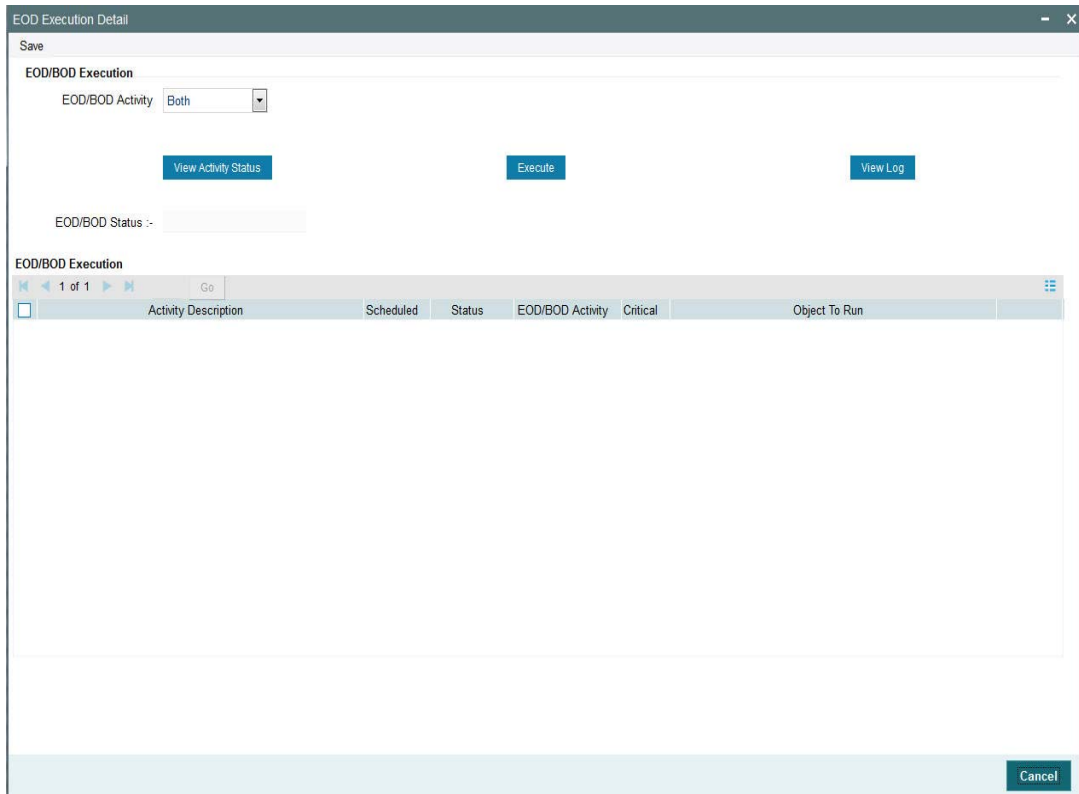 EOD Execution Detail
Save
EOD/BOD Execution
EOD/BOD Activity Both
View Activity Status Execute View Log
EOD/BOD Status :-
EOD/BOD Execution
1 of 1 Go
Activity Description Scheduled Status EOD/BOD Activity Critical Object To Run
Cancel